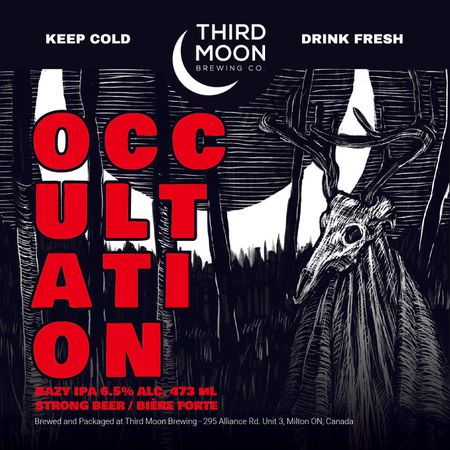 KEEP COLD
THIRD
MOON
BREWING CO.
DRINK FRESH
OCC
ULT
ATI
ON
HAZY IPA 6.5% ALC. 473 ML
STRONG BEER / BIÈRE FORTE
Brewed and Packaged at Third Moon Brewing - 295 Alliance Rd. Unit 3, Milton ON, Canada